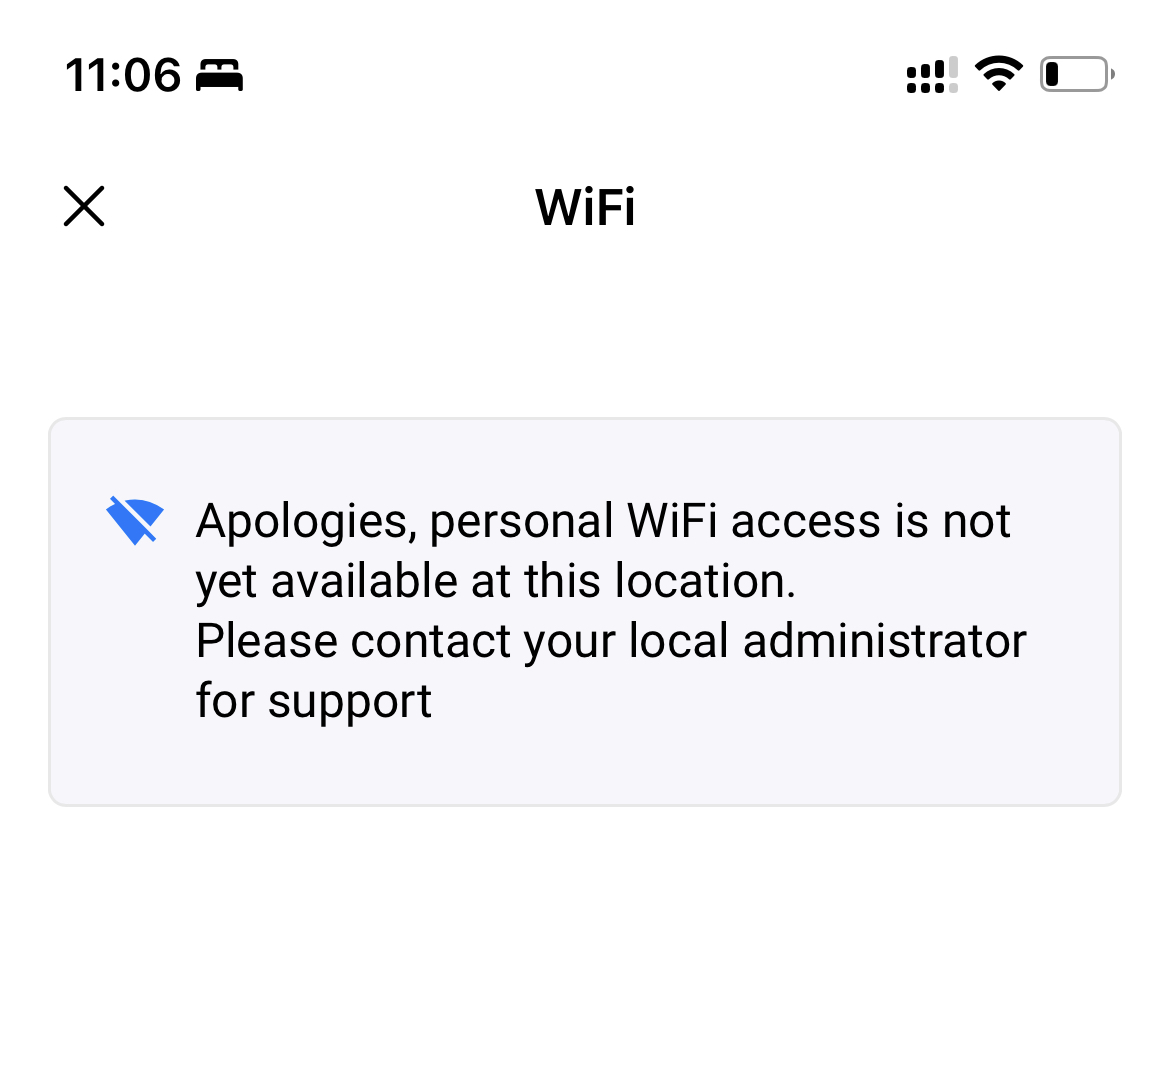 11:06
WiFi
Apologies, personal WiFi access is not
yet available at this location.
Please contact your local administrator
for support